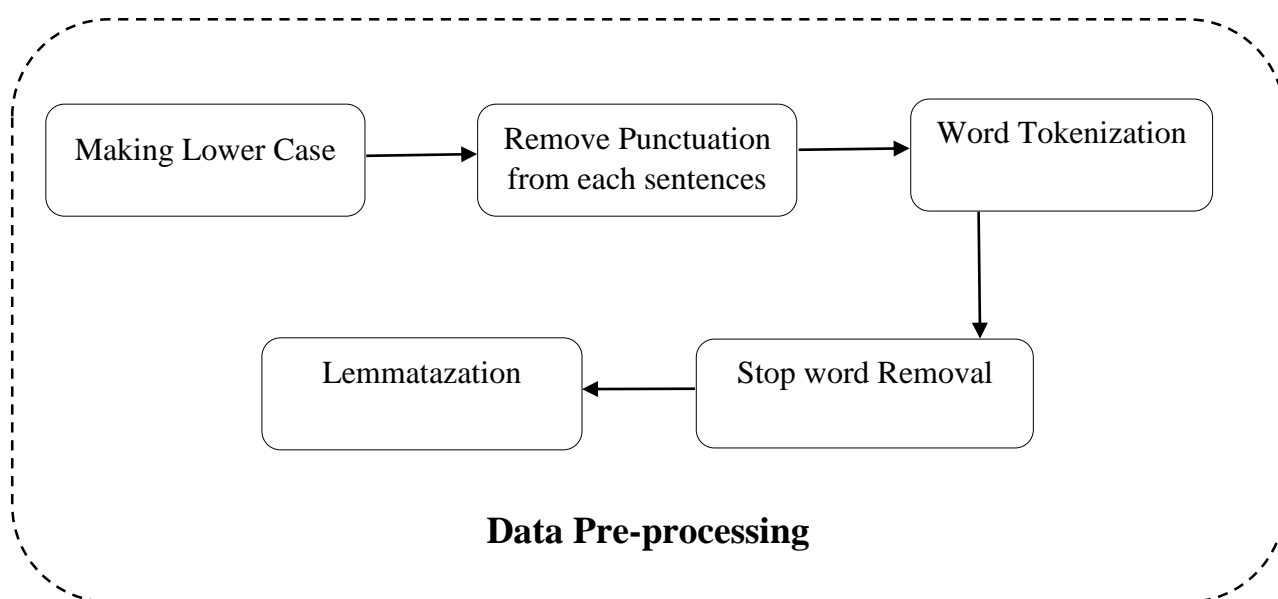 Making Lower Case
Remove Punctuation
from each sentences
Word Tokenization
Stop word Removal
Lemmatazation
Data Pre-processing